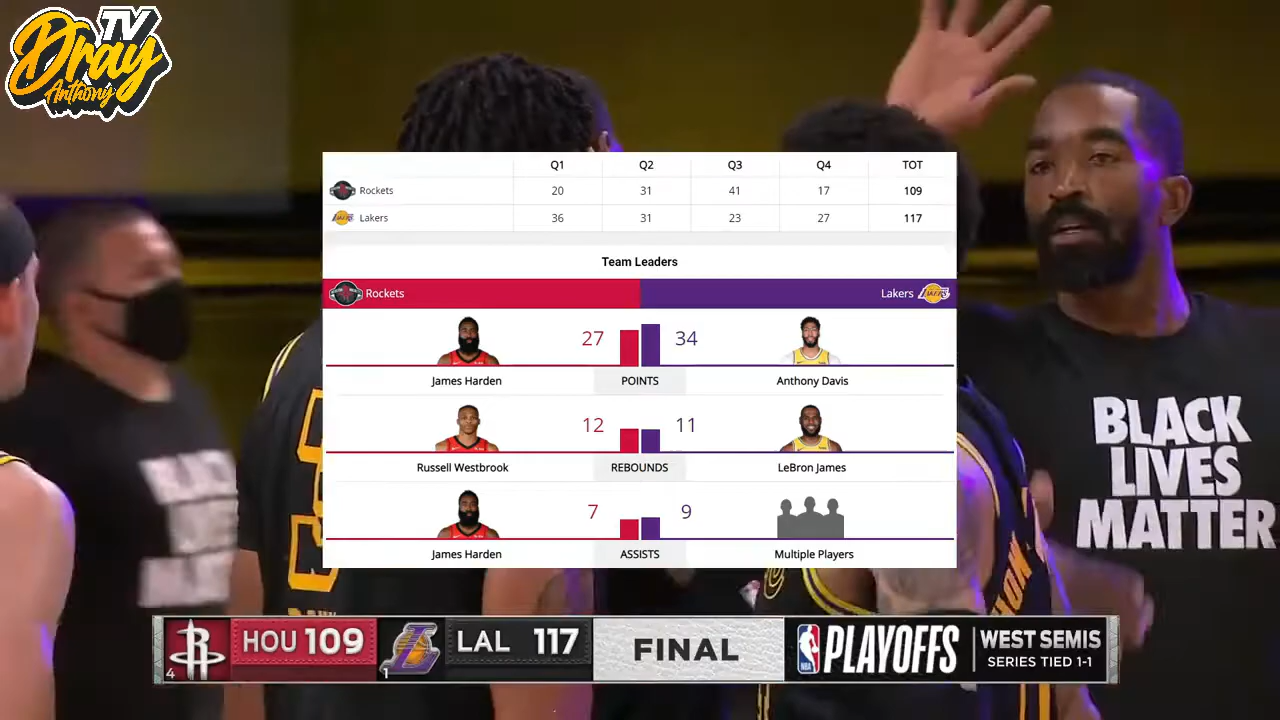 TV
Dray
Anthony
Q1 Q2 Q3 Q4 TOT
Rockets 20 31 41 17 109
Lakers 36 31 23 27 117
Team Leaders
Rockets Lakers
27 34
James Harden POINTS Anthony Davis
12 11
Russell Westbrook REBOUNDS LeBron James
7 9
James Harden ASSISTS Multiple Players
BLACK
LIVES
MATTER
4 HOU 109 1 LAL 117 FINAL NBA PLAYOFFS WEST SEMIS
SERIES TIED 1-1